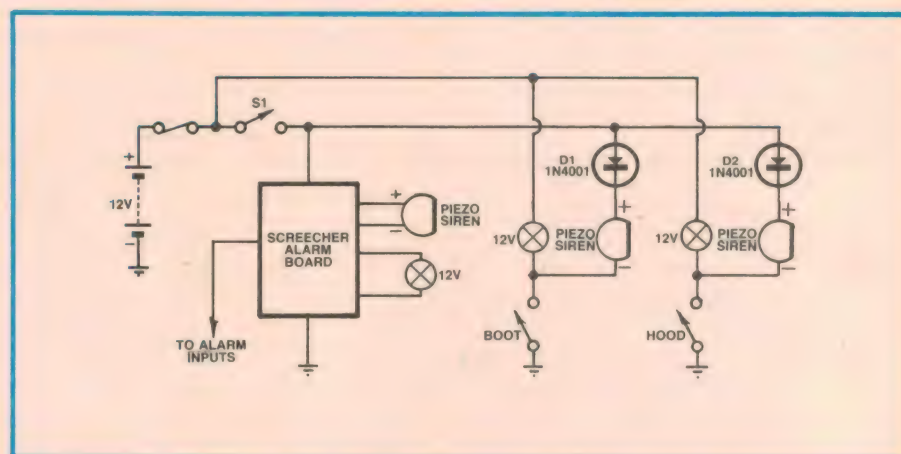 S1
+
12V
−
SCREECHER
ALARM
BOARD
+
−
PIEZO
SIREN
12V
TO ALARM
INPUTS
D1
1N4001
12V
+
PIEZO
SIREN
−
BOOT
D2
1N4001
12V
+
PIEZO
SIREN
−
HOOD